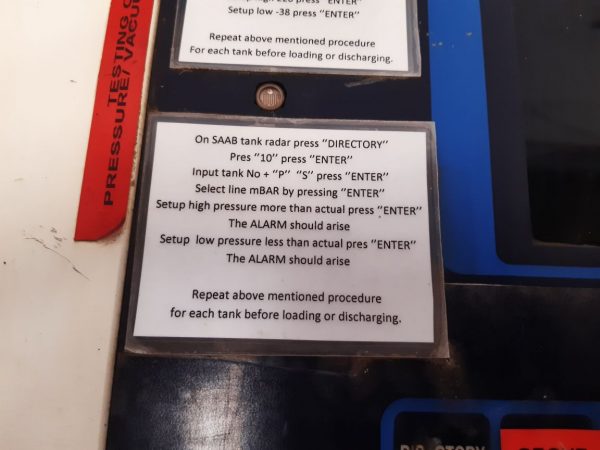 Setup low -38 press "ENTER"
Repeat above mentioned procedure
For each tank before loading or discharging.
TESTING O
PRESSURE/ VACU
On SAAB tank radar press "DIRECTORY"
Pres "10" press "ENTER"
Input tank No + "P" "S" press "ENTER"
Select line mBAR by pressing "ENTER"
Setup high pressure more than actual press "ENTER"
The ALARM should arise
Setup low pressure less than actual pres "ENTER"
The ALARM should arise
Repeat above mentioned procedure
for each tank before loading or discharging.